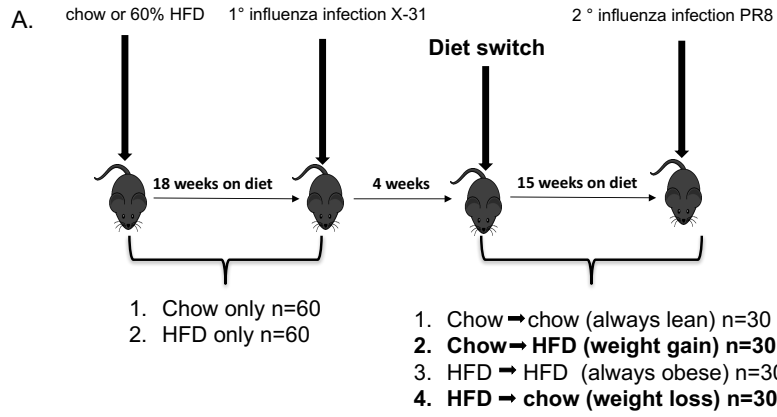 A.
chow or 60% HFD
1° influenza infection X-31
2 ° influenza infection PR8
Diet switch
18 weeks on diet
4 weeks
15 weeks on diet
1. Chow only n=60
2. HFD only n=60
1. Chow → chow (always lean) n=30
2. Chow → HFD (weight gain) n=30
3. HFD → HFD (always obese) n=30
4. HFD → chow (weight loss) n=30